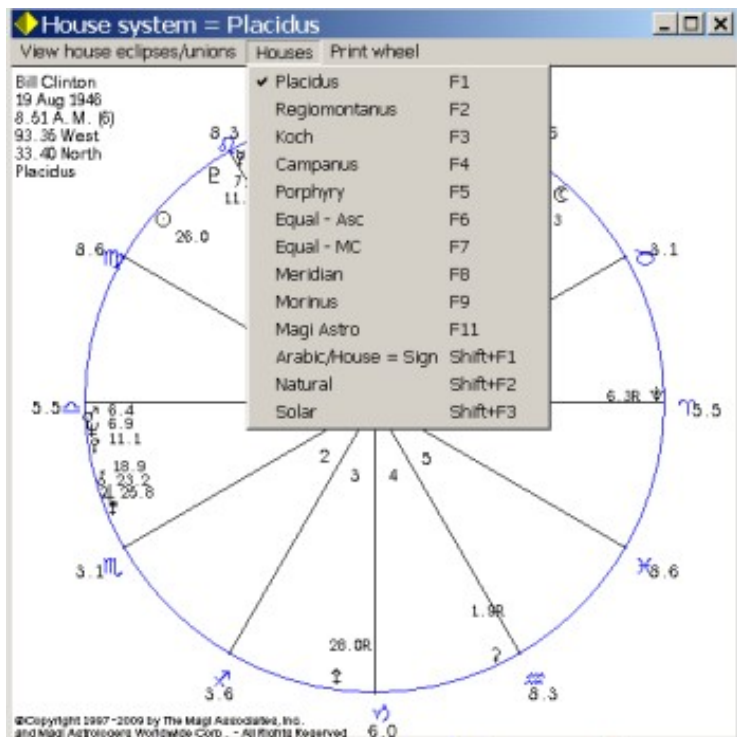 House system = Placidus
View house eclipses/unions Houses Print wheel
Bill Clinton
19 Aug 1946
8.51 A. M. (6)
93.35 West
33.40 North
Placidus
Placidus F1
Regiomontanus F2
Koch F3
Campanus F4
Porphyry F5
Equal - Asc F6
Equal - MC F7
Meridian F8
Morinus F9
Magi Astro F11
Arabic/House = Sign Shift+F1
Natural Shift+F2
Solar Shift+F3
8.3
26.0
8.6
3.1
5.5
6.4
6.9
11.1
18.9
23.2
25.8
6.3R
5.5
2
3
4
5
3.1
8.6
1.9R
28.0R
3.6
8.3
6.0
©Copyright 1997-2009 by The Magi Associates, Inc.
and Magi Astrologers Worldwide Corp. - All Rights Reserved